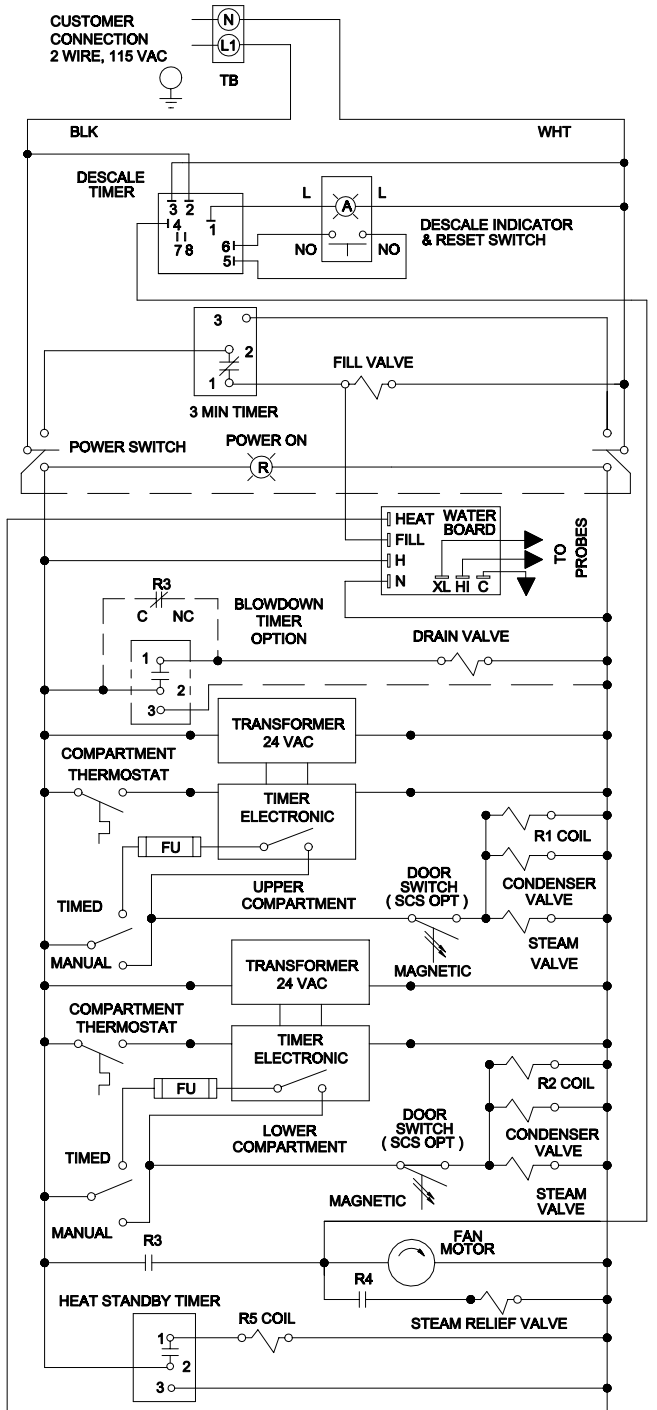 CUSTOMER
CONNECTION
2 WIRE, 115 VAC
N
L1
TB
BLK
WHT
DESCALE
TIMER
3 2
4
1
7 8
6
5
L
A
L
NO
NO
DESCALE INDICATOR
& RESET SWITCH
3
2
1
3 MIN TIMER
FILL VALVE
POWER SWITCH
POWER ON
R
HEAT
FILL
H
N
WATER
BOARD
XL HI C
TO
PROBES
R3
C
NC
BLOWDOWN
TIMER
OPTION
1
2
3
DRAIN VALVE
TRANSFORMER
24 VAC
COMPARTMENT
THERMOSTAT
TIMER
ELECTRONIC
FU
R1 COIL
UPPER
COMPARTMENT
DOOR
SWITCH
( SCS OPT )
CONDENSER
VALVE
TIMED
MANUAL
MAGNETIC
STEAM
VALVE
TRANSFORMER
24 VAC
COMPARTMENT
THERMOSTAT
TIMER
ELECTRONIC
FU
R2 COIL
LOWER
COMPARTMENT
DOOR
SWITCH
( SCS OPT )
CONDENSER
VALVE
TIMED
MANUAL
MAGNETIC
STEAM
VALVE
R3
FAN
MOTOR
R4
STEAM RELIEF VALVE
HEAT STANDBY TIMER
1
2
3
R5 COIL